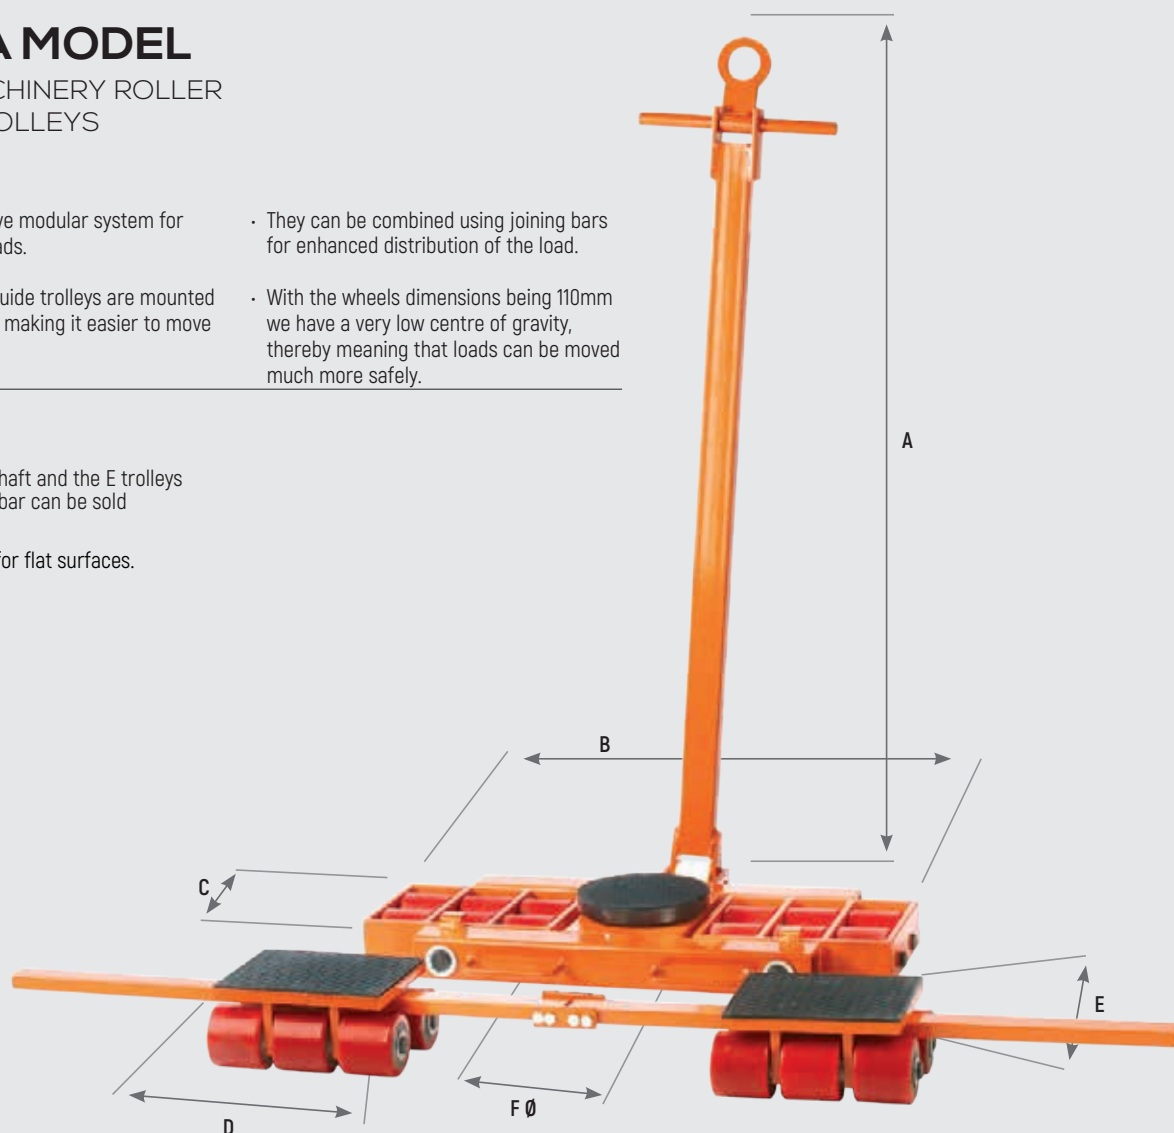 A MODEL
CHINERY ROLLER
OLLEYS
ve modular system for
ads.
uide trolleys are mounted
making it easier to move
· They can be combined using joining bars
for enhanced distribution of the load.
· With the wheels dimensions being 110mm
we have a very low centre of gravity,
thereby meaning that loads can be moved
much more safely.
haft and the E trolleys
bar can be sold
for flat surfaces.
A
B
C
E
F Ø
D